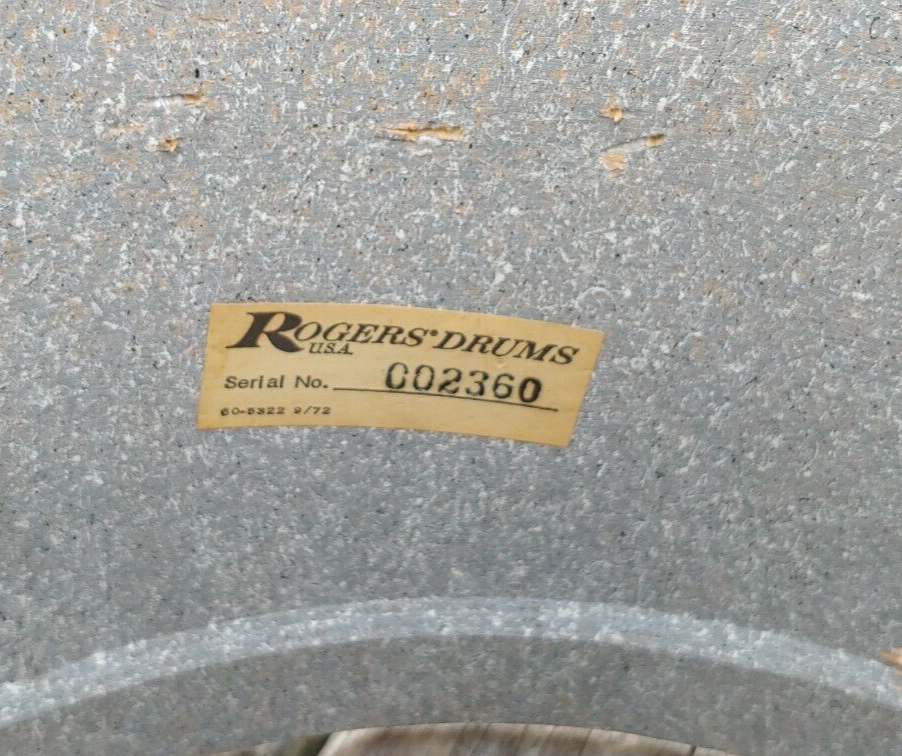 ROGERS® DRUMS
U.S.A.
Serial No. 002360
60-5322 9/72